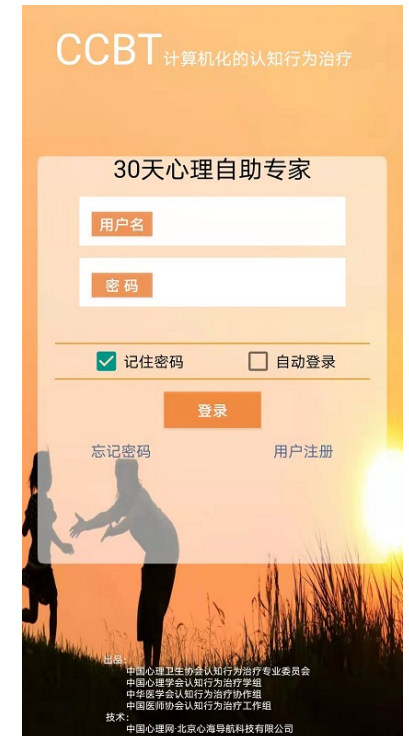 CCBT 计算机化的认知行为治疗
30天心理自助专家
用户名
密 码
记住密码 自动登录
登录
忘记密码 用户注册
出品:
中国心理卫生协会认知行为治疗专业委员会
中国心理学会认知行为治疗学组
中华医学会认知行为治疗协作组
中国医师协会认知行为治疗工作组
技术:
中国心理网·北京心海导航科技有限公司